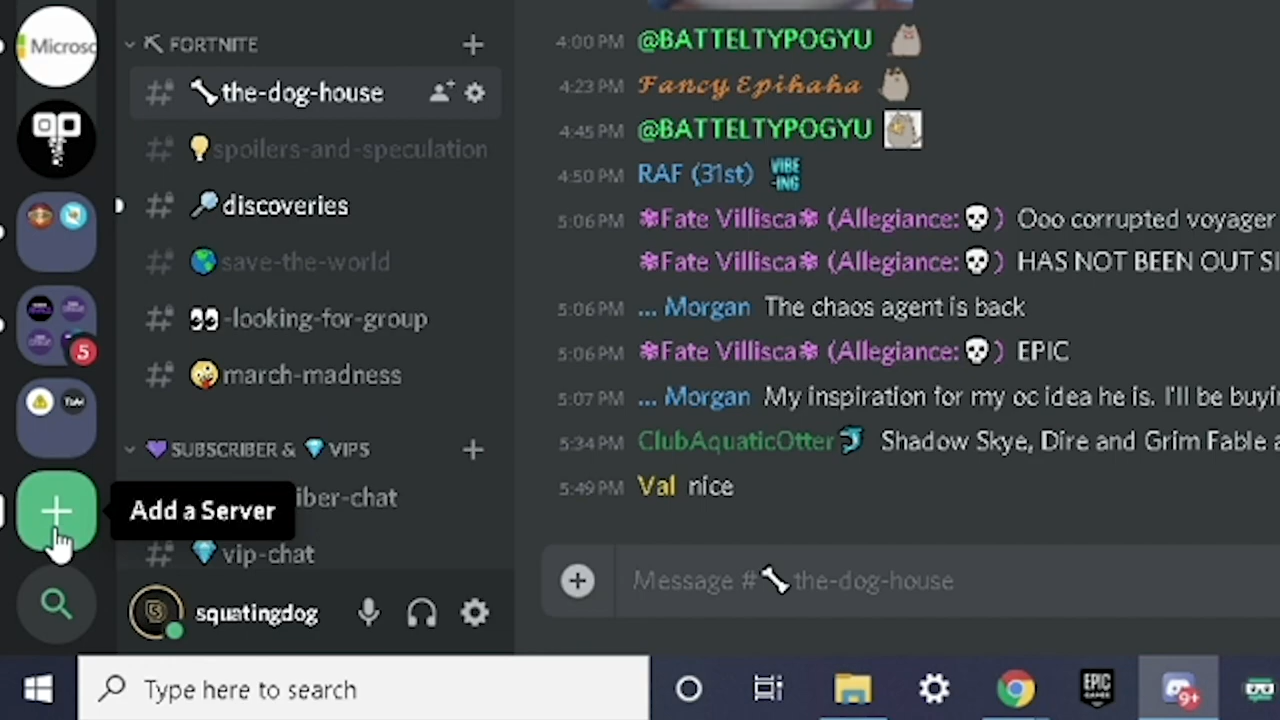 Microsc
FORTNITE
the-dog-house
spoilers-and-speculation
discoveries
save-the-world
-looking-for-group
march-madness
SUBSCRIBER & VIPS
iber-chat
vip-chat
5
Add a Server
squatingdog
4:00 PM @BATTELTYPOGYU
4:23 PM 𝓕𝓪𝓷𝓬𝔂 𝓔𝓹𝓲𝓱𝓪𝓱𝓪
4:45 PM @BATTELTYPOGYU
4:50 PM RAF (31st) VIBE-ING
5:06 PM ✾Fate Villisca✾ (Allegiance:💀) Ooo corrupted voyager
✾Fate Villisca✾ (Allegiance:💀) HAS NOT BEEN OUT SI
5:06 PM ... Morgan The chaos agent is back
5:06 PM ✾Fate Villisca✾ (Allegiance:💀) EPIC
5:07 PM ... Morgan My inspiration for my oc idea he is. I'll be buyi
5:34 PM ClubAquaticOtter Shadow Skye, Dire and Grim Fable a
5:49 PM Val nice
Message #🦴the-dog-house
Type here to search
EPIC GAMES
9+